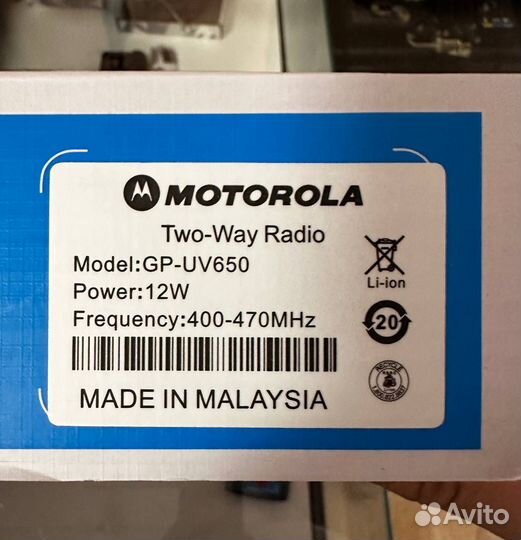 MOTOROLA
Two-Way Radio
Model:GP-UV650
Power:12W
Frequency:400-470MHz
MADE IN MALAYSIA
Li-ion
20
RECYCLE
Avito